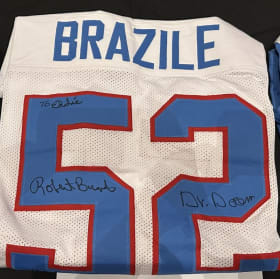 BRAZILE
To Eddie
52
Robert Brazile
Dr. Doom